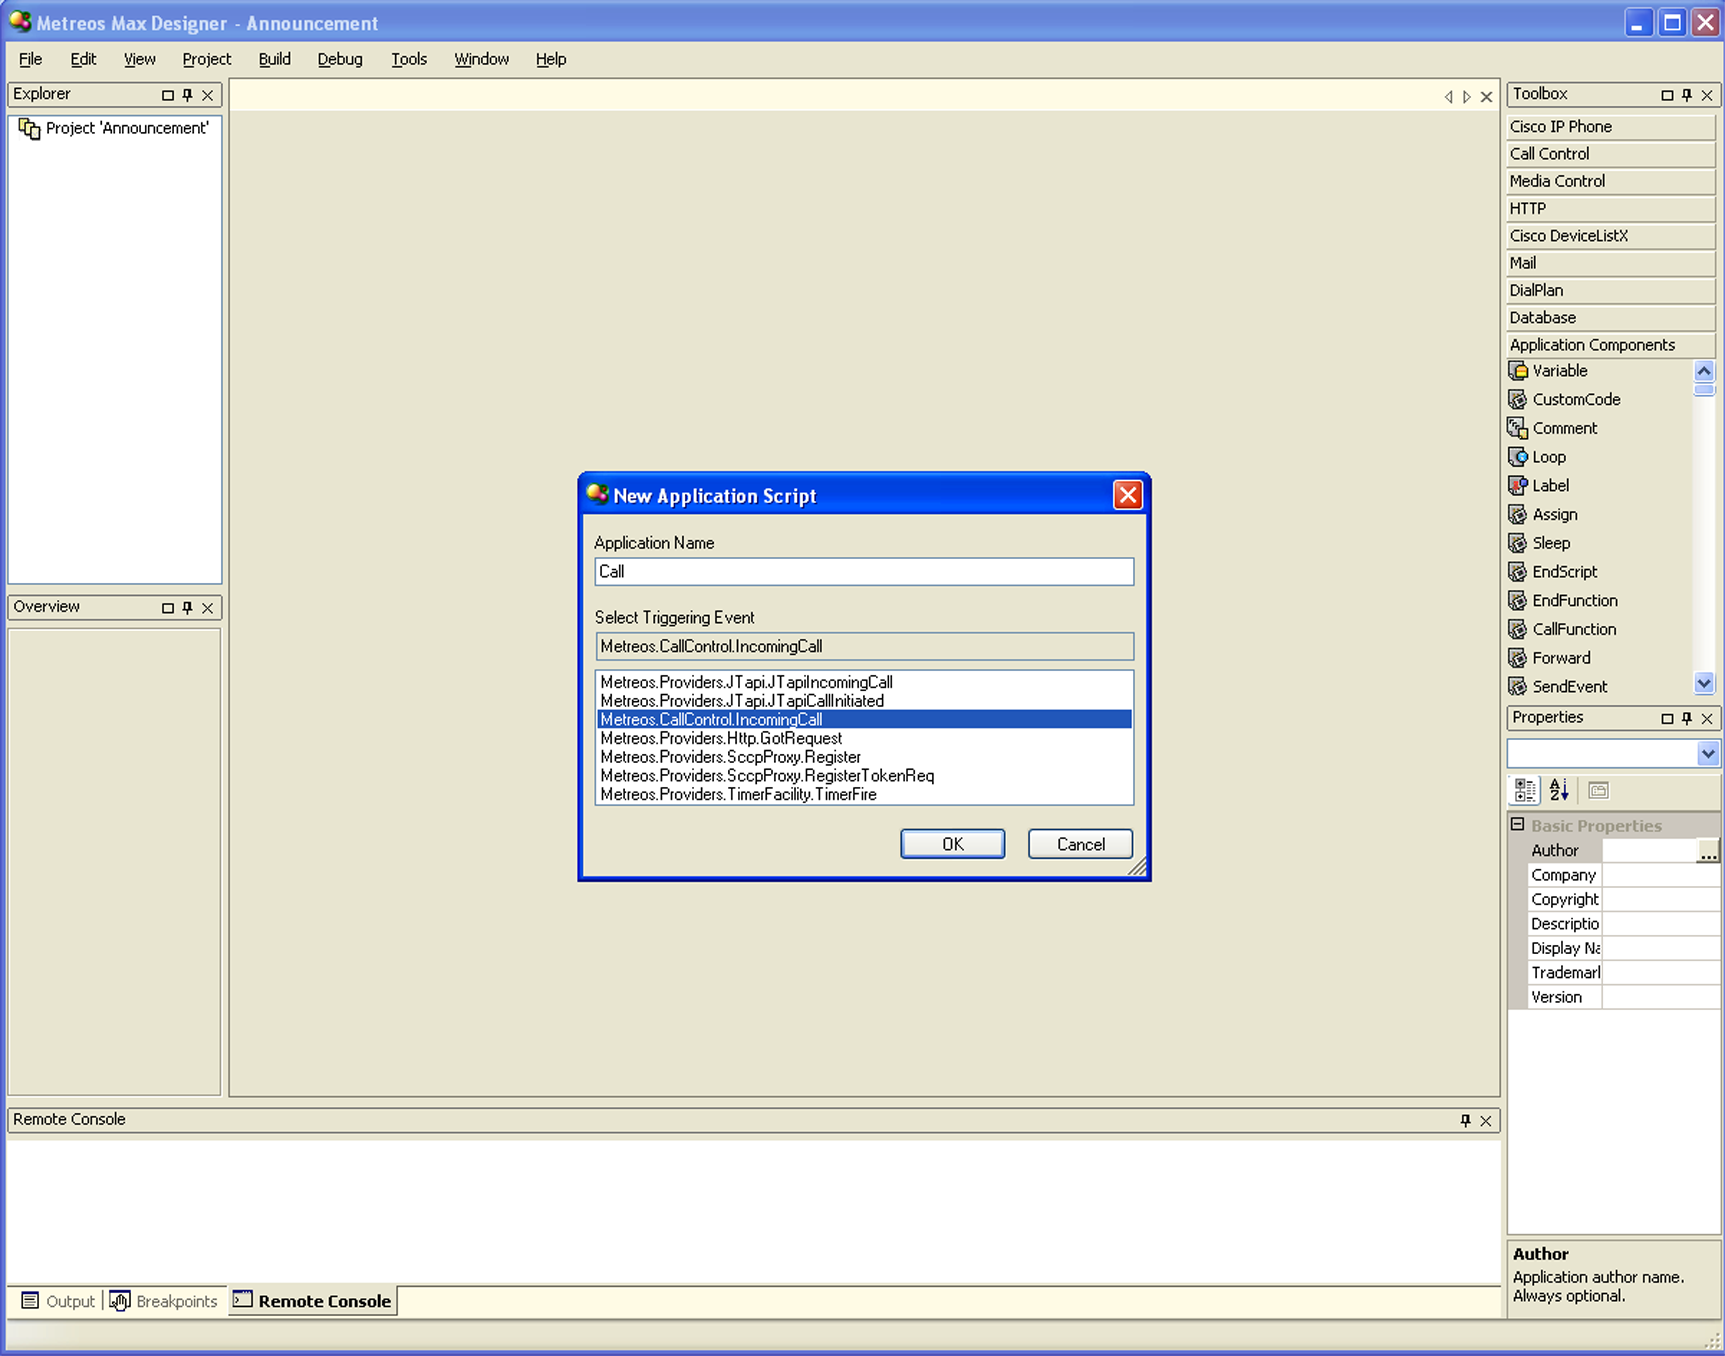 Metreos Max Designer - Announcement
File Edit View Project Build Debug Tools Window Help
Explorer
Project 'Announcement'
Overview
New Application Script
Application Name
Call
Select Triggering Event
Metreos.CallControl.IncomingCall
Metreos.Providers.JTapi.JTapiIncomingCall
Metreos.Providers.JTapi.JTapiCallInitiated
Metreos.CallControl.IncomingCall
Metreos.Providers.Http.GotRequest
Metreos.Providers.SccpProxy.Register
Metreos.Providers.SccpProxy.RegisterTokenReq
Metreos.Providers.TimerFacility.TimerFire
OK Cancel
Toolbox
Cisco IP Phone
Call Control
Media Control
HTTP
Cisco DeviceListX
Mail
DialPlan
Database
Application Components
Variable
CustomCode
Comment
Loop
Label
Assign
Sleep
EndScript
EndFunction
CallFunction
Forward
SendEvent
Properties
Basic Properties
Author ...
Company
Copyright
Descriptio
Display Na
Trademark
Version
Author
Application author name.
Always optional.
Remote Console
Output Breakpoints Remote Console